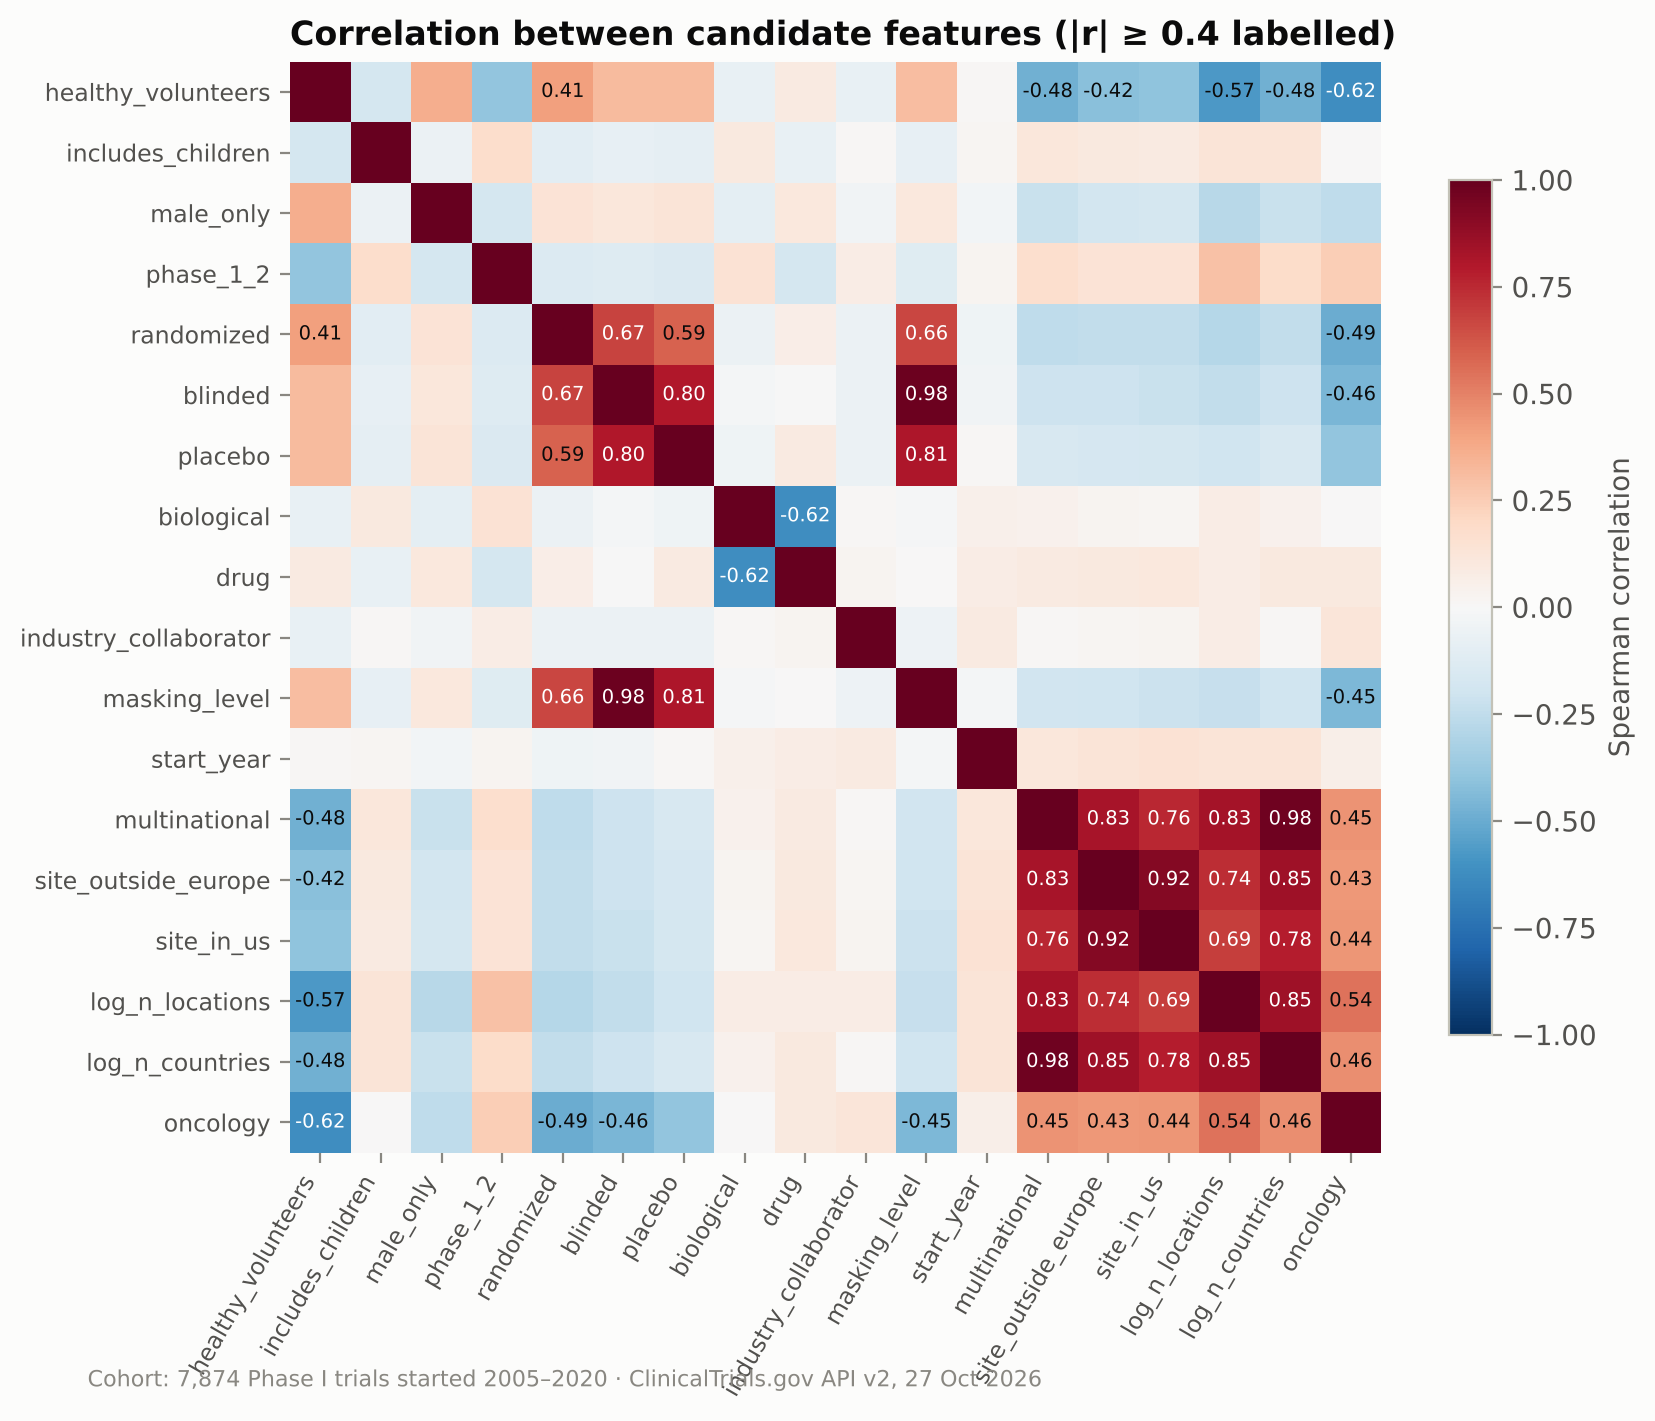 Correlation between candidate features (|r| ≥ 0.4 labelled)
healthy_volunteers 0.41 -0.48 -0.42 -0.57 -0.48 -0.62
includes_children
male_only
phase_1_2
randomized 0.41 0.67 0.59 0.66 -0.49
blinded 0.67 0.80 0.98 -0.46
placebo 0.59 0.80 0.81
biological -0.62
drug -0.62
industry_collaborator
masking_level 0.66 0.98 0.81 -0.45
start_year
multinational -0.48 0.83 0.76 0.83 0.98 0.45
site_outside_europe -0.42 0.83 0.92 0.74 0.85 0.43
site_in_us 0.76 0.92 0.69 0.78 0.44
log_n_locations -0.57 0.83 0.74 0.69 0.85 0.54
log_n_countries -0.48 0.98 0.85 0.78 0.85 0.46
oncology -0.62 -0.49 -0.46 -0.45 0.45 0.43 0.44 0.54 0.46
healthy_volunteers
includes_children
male_only
phase_1_2
randomized
blinded
placebo
biological
drug
industry_collaborator
masking_level
start_year
multinational
site_outside_europe
site_in_us
log_n_locations
log_n_countries
oncology
1.00
0.75
0.50
0.25
0.00
−0.25
−0.50
−0.75
−1.00
Spearman correlation
Cohort: 7,874 Phase I trials started 2005–2020 · ClinicalTrials.gov API v2, 27 Oct 2026